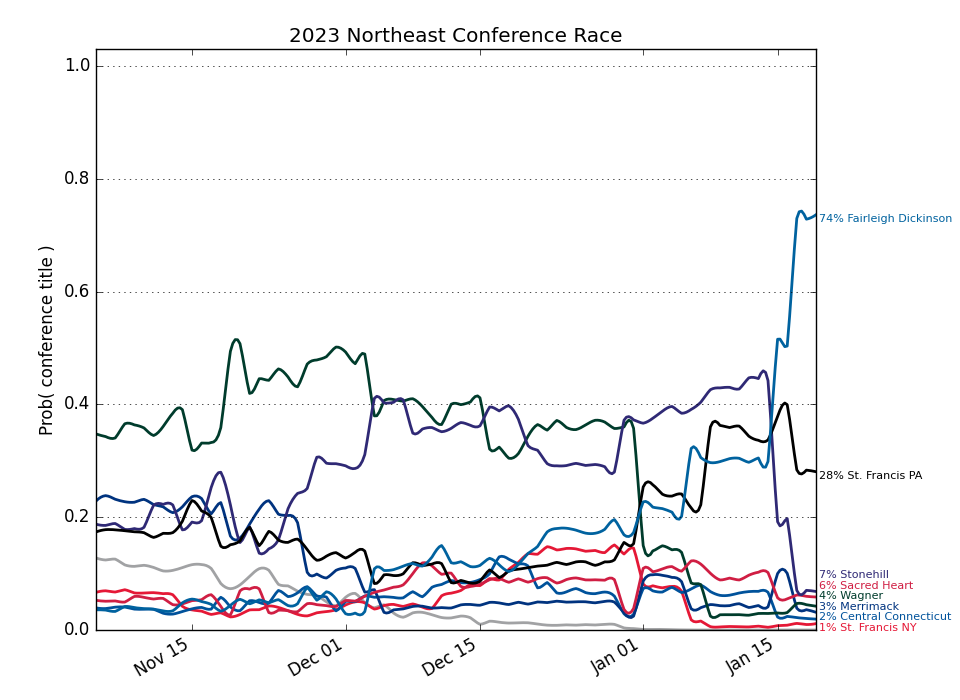 2023 Northeast Conference Race
Prob( conference title )
1.0
0.8
0.6
0.4
0.2
0.0
Nov 15
Dec 01
Dec 15
Jan 01
Jan 15
74% Fairleigh Dickinson
28% St. Francis PA
7% Stonehill
6% Sacred Heart
4% Wagner
3% Merrimack
2% Central Connecticut
1% St. Francis NY